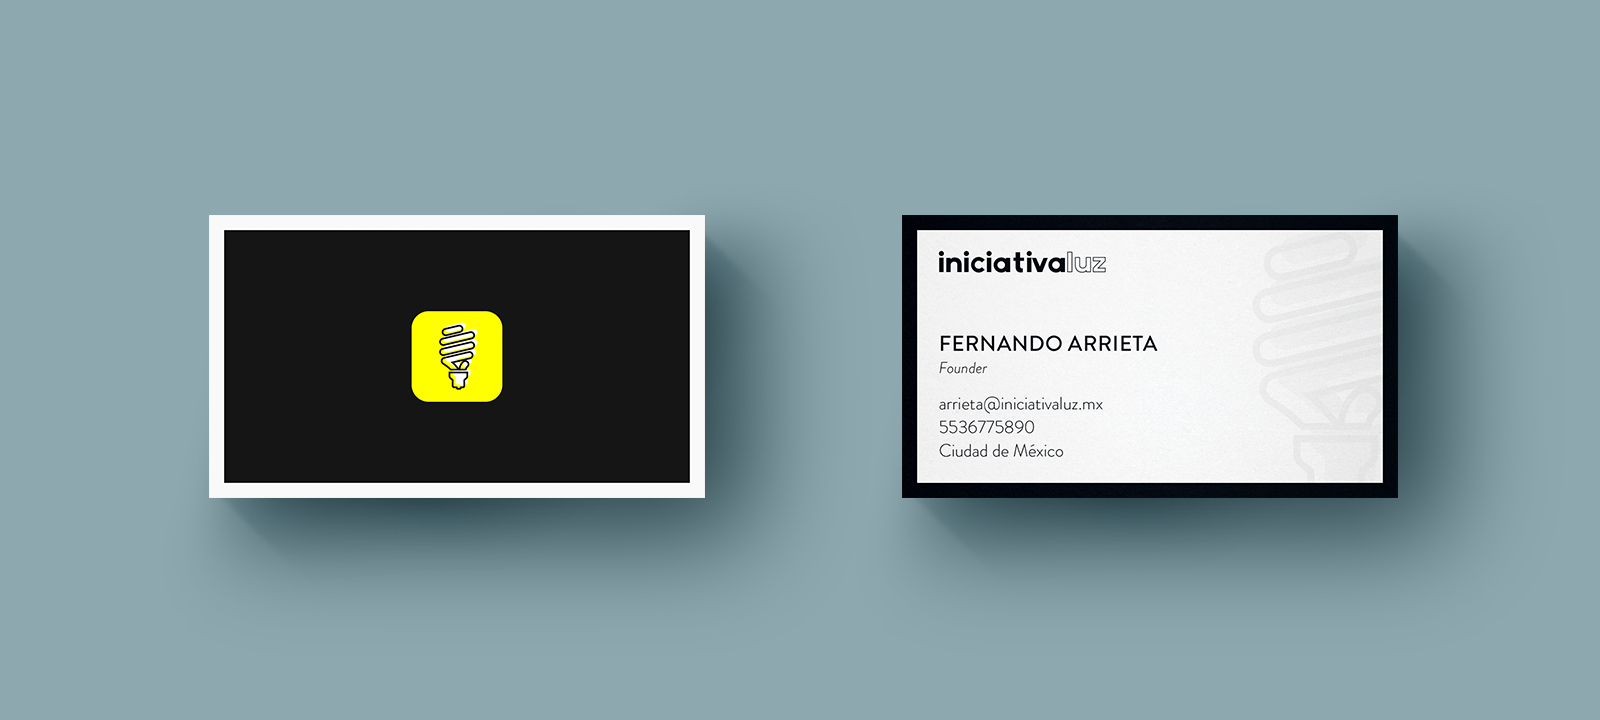 iniciativaluz
FERNANDO ARRIETA
Founder
arrieta@iniciativaluz.mx
5536775890
Ciudad de México